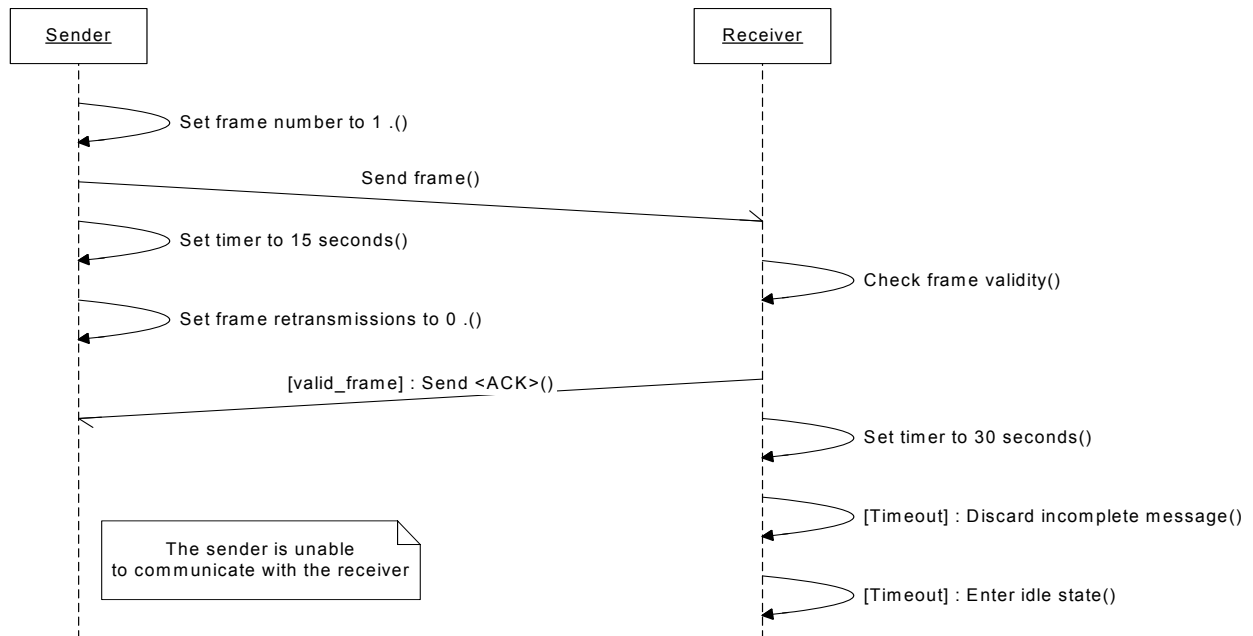 Sender
Receiver
Set frame number to 1 .()
Send frame()
Set timer to 15 seconds()
Check frame validity()
Set frame retransmissions to 0 .()
[valid_frame] : Send <ACK>()
Set timer to 30 seconds()
[Timeout] : Discard incomplete message()
The sender is unable
to communicate with the receiver
[Timeout] : Enter idle state()